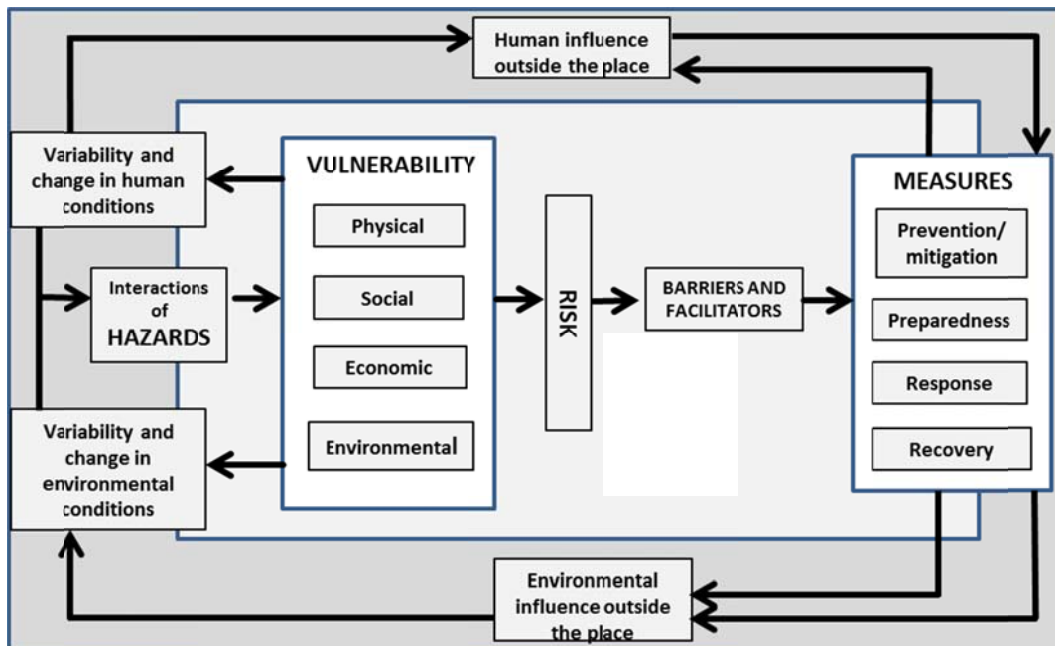 Human influence
outside the place
Variability and
change in human
conditions
Interactions
of
HAZARDS
Variability and
change in
environmental
conditions
VULNERABILITY
Physical
Social
Economic
Environmental
RISK
BARRIERS AND
FACILITATORS
MEASURES
Prevention/
mitigation
Preparedness
Response
Recovery
Environmental
influence outside
the place